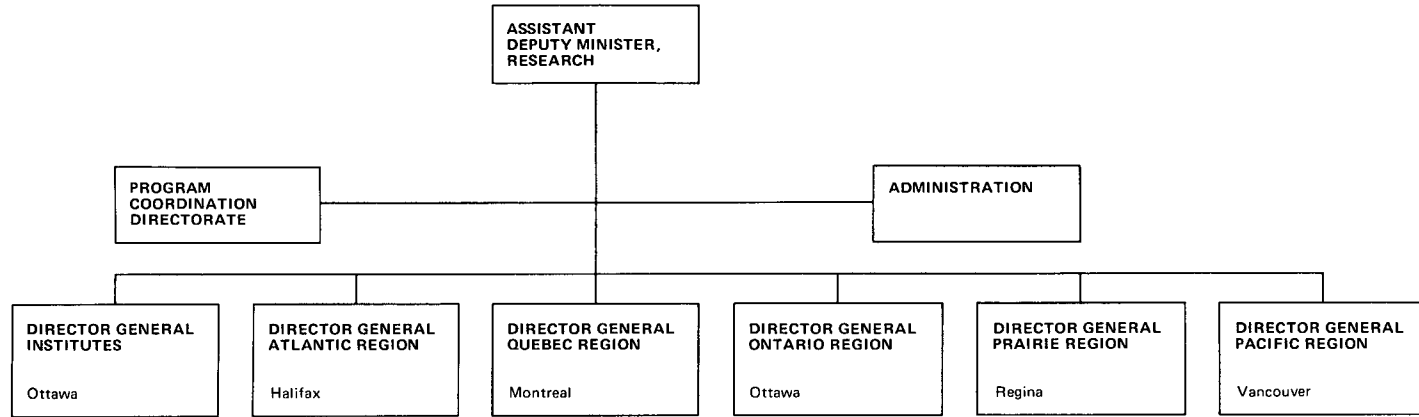 ASSISTANT
DEPUTY MINISTER,
RESEARCH
PROGRAM
COORDINATION
DIRECTORATE
ADMINISTRATION
DIRECTOR GENERAL
INSTITUTES
Ottawa
DIRECTOR GENERAL
ATLANTIC REGION
Halifax
DIRECTOR GENERAL
QUEBEC REGION
Montreal
DIRECTOR GENERAL
ONTARIO REGION
Ottawa
DIRECTOR GENERAL
PRAIRIE REGION
Regina
DIRECTOR GENERAL
PACIFIC REGION
Vancouver